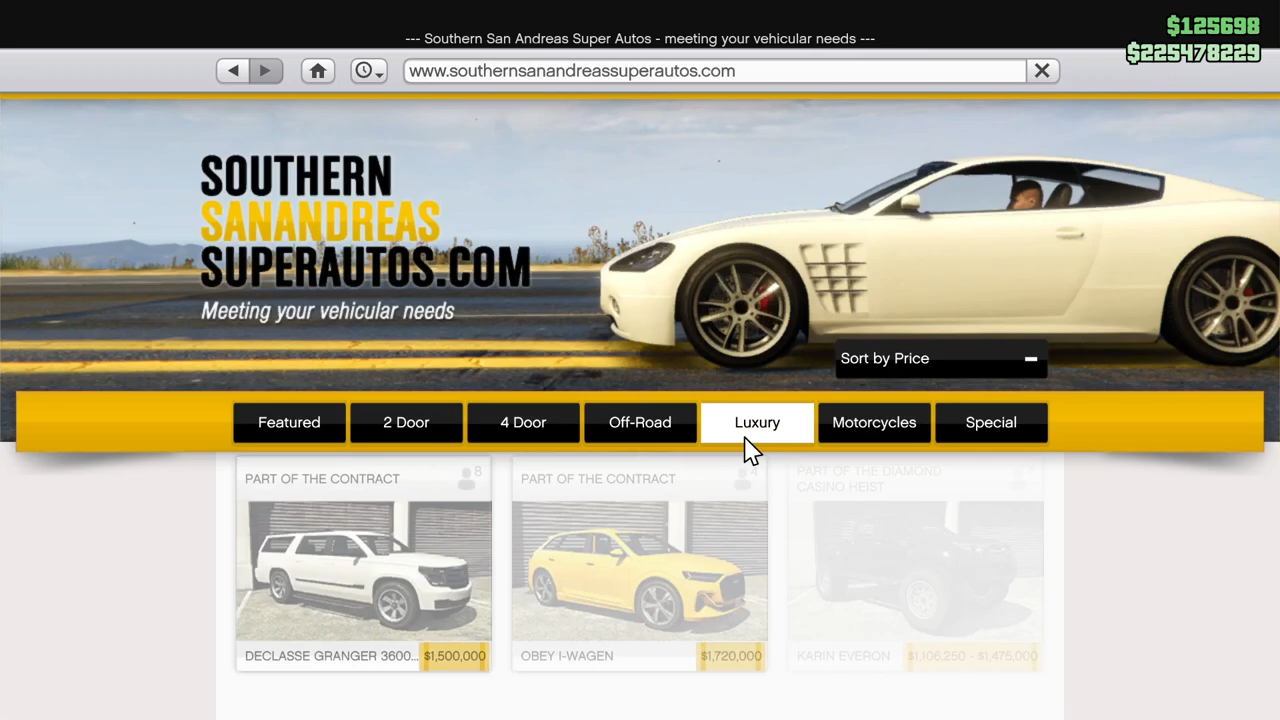 --- Southern San Andreas Super Autos - meeting your vehicular needs ---
$125698
$225478229
www.southernsanandreassuperautos.com
SOUTHERN
SANANDREAS
SUPERAUTOS.COM
Meeting your vehicular needs
Sort by Price
Featured
2 Door
4 Door
Off-Road
Luxury
Motorcycles
Special
PART OF THE CONTRACT
8
DECLASSE GRANGER 3600...
$1,500,000
PART OF THE CONTRACT
4
OBEY I-WAGEN
$1,720,000
PART OF THE DIAMOND
CASINO HEIST
KARIN EVERON
$1,106,250 - $1,475,000